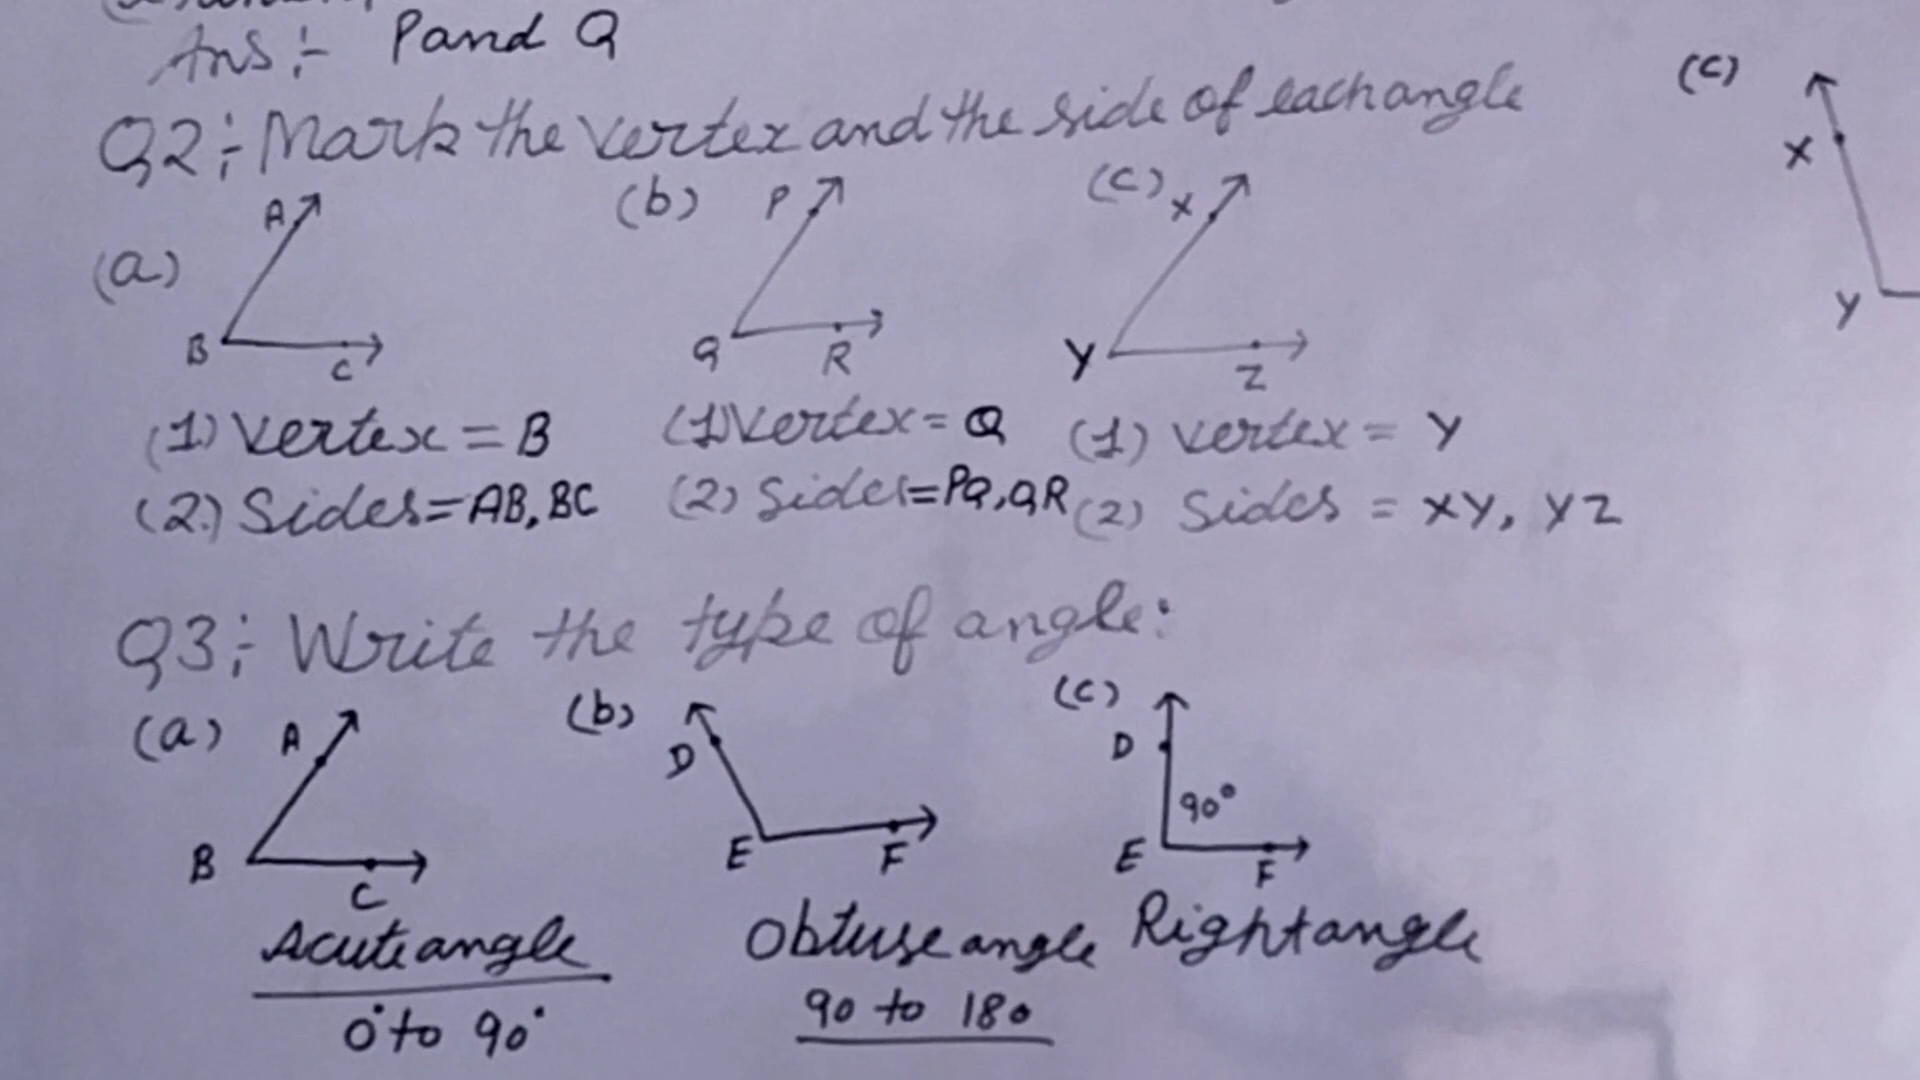 Ans :- P and Q
Q2 ;- Mark the vertex and the side of each angle
(a) A B C
(b) P Q R
(c) X Y Z
(1) Vertex = B
(2) Sides = AB, BC
(1) Vertex = Q
(2) Sides = PQ, QR
(1) Vertex = Y
(2) Sides = XY, YZ
Q3 ;- Write the type of angle:
(a) A B C
Acute angle
0° to 90°
(b) D E F
Obtuse angle
90 to 180
(c) D 90° E F
Right angle
(c) X Y